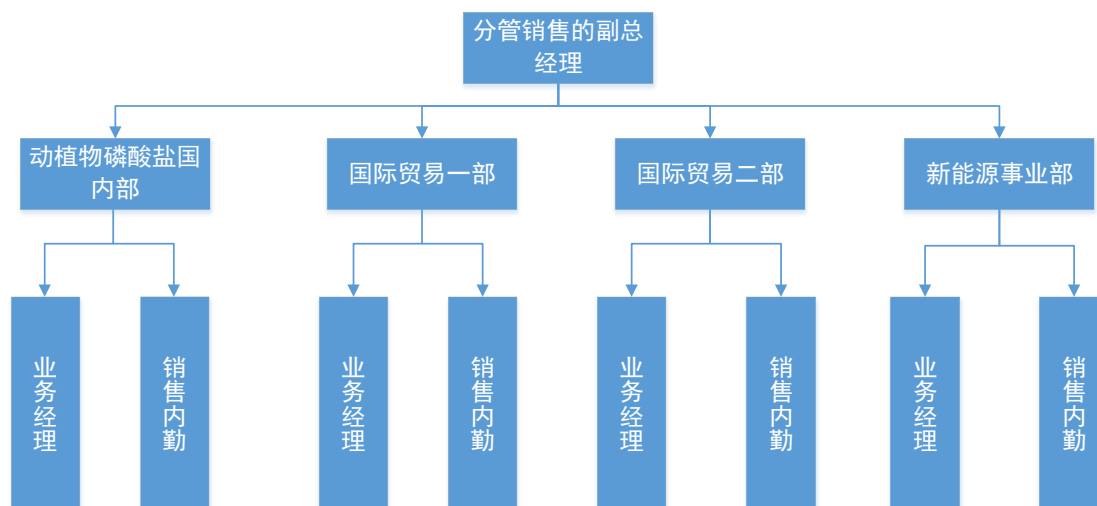 分管销售的副总
经理
动植物磷酸盐国
内部
国际贸易一部
国际贸易二部
新能源事业部
业务经理
销售内勤
业务经理
销售内勤
业务经理
销售内勤
业务经理
销售内勤